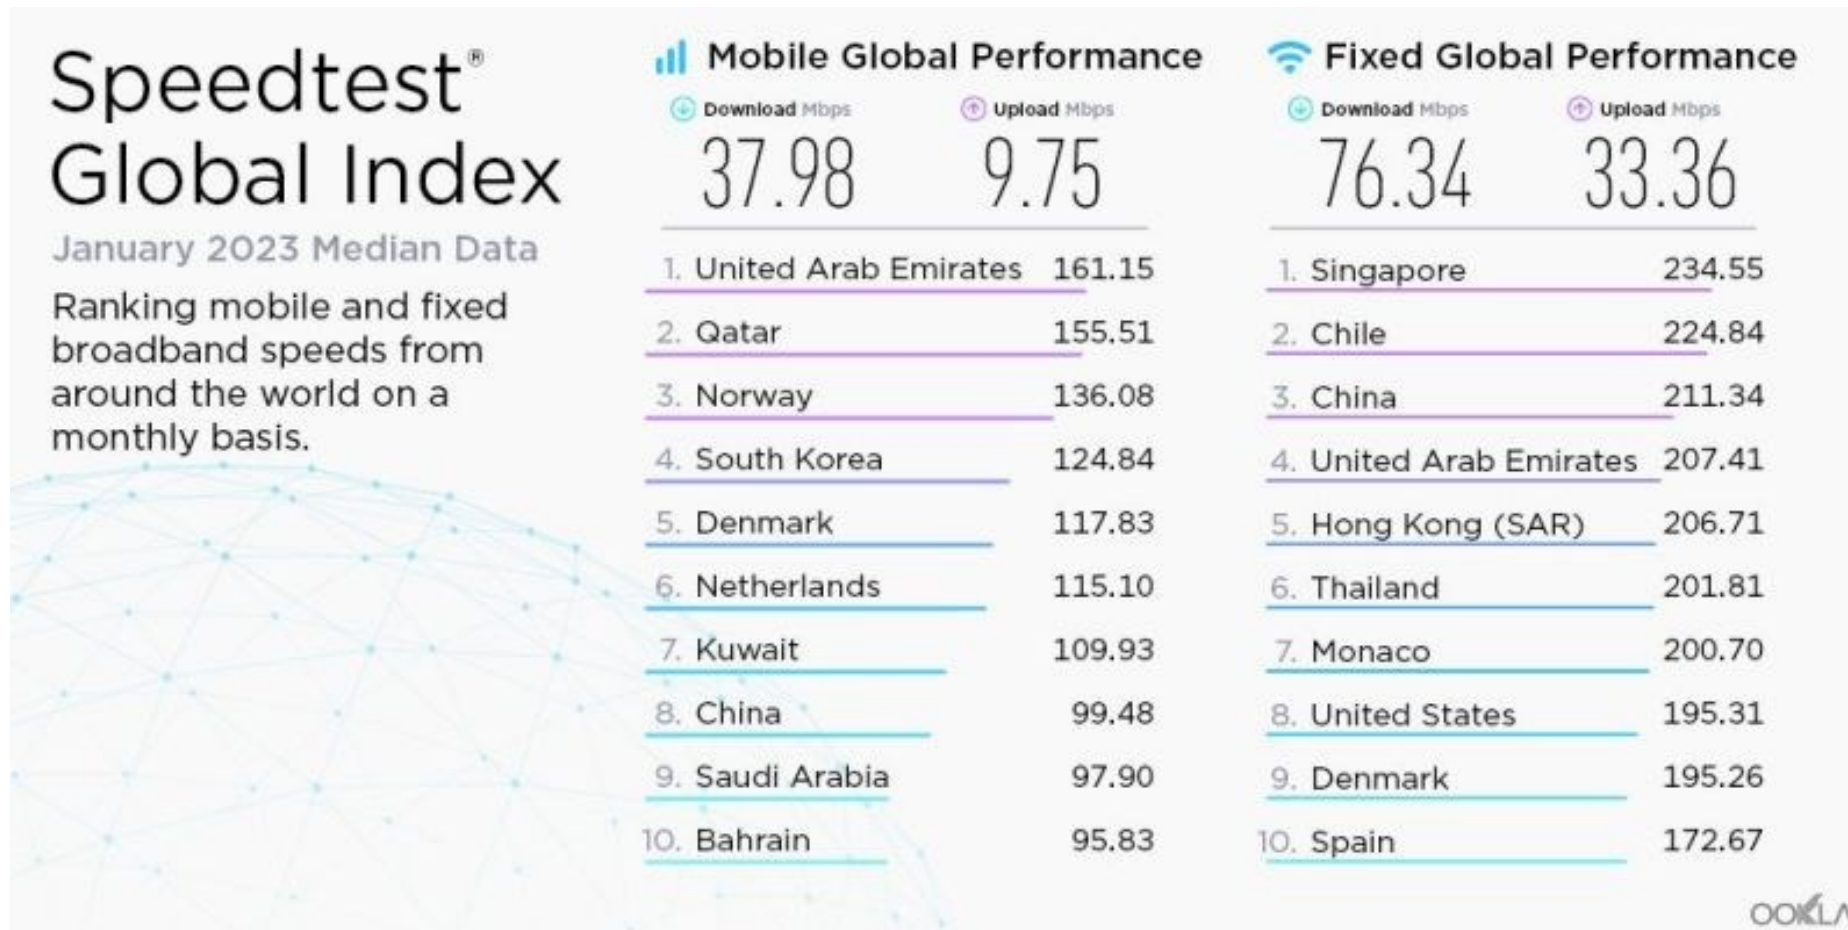 Speedtest®
Global Index
January 2023 Median Data
Ranking mobile and fixed
broadband speeds from
around the world on a
monthly basis.
Mobile Global Performance
Download Mbps Upload Mbps
37.98 9.75
1. United Arab Emirates 161.15
2. Qatar 155.51
3. Norway 136.08
4. South Korea 124.84
5. Denmark 117.83
6. Netherlands 115.10
7. Kuwait 109.93
8. China 99.48
9. Saudi Arabia 97.90
10. Bahrain 95.83
Fixed Global Performance
Download Mbps Upload Mbps
76.34 33.36
1. Singapore 234.55
2. Chile 224.84
3. China 211.34
4. United Arab Emirates 207.41
5. Hong Kong (SAR) 206.71
6. Thailand 201.81
7. Monaco 200.70
8. United States 195.31
9. Denmark 195.26
10. Spain 172.67
OOKLA